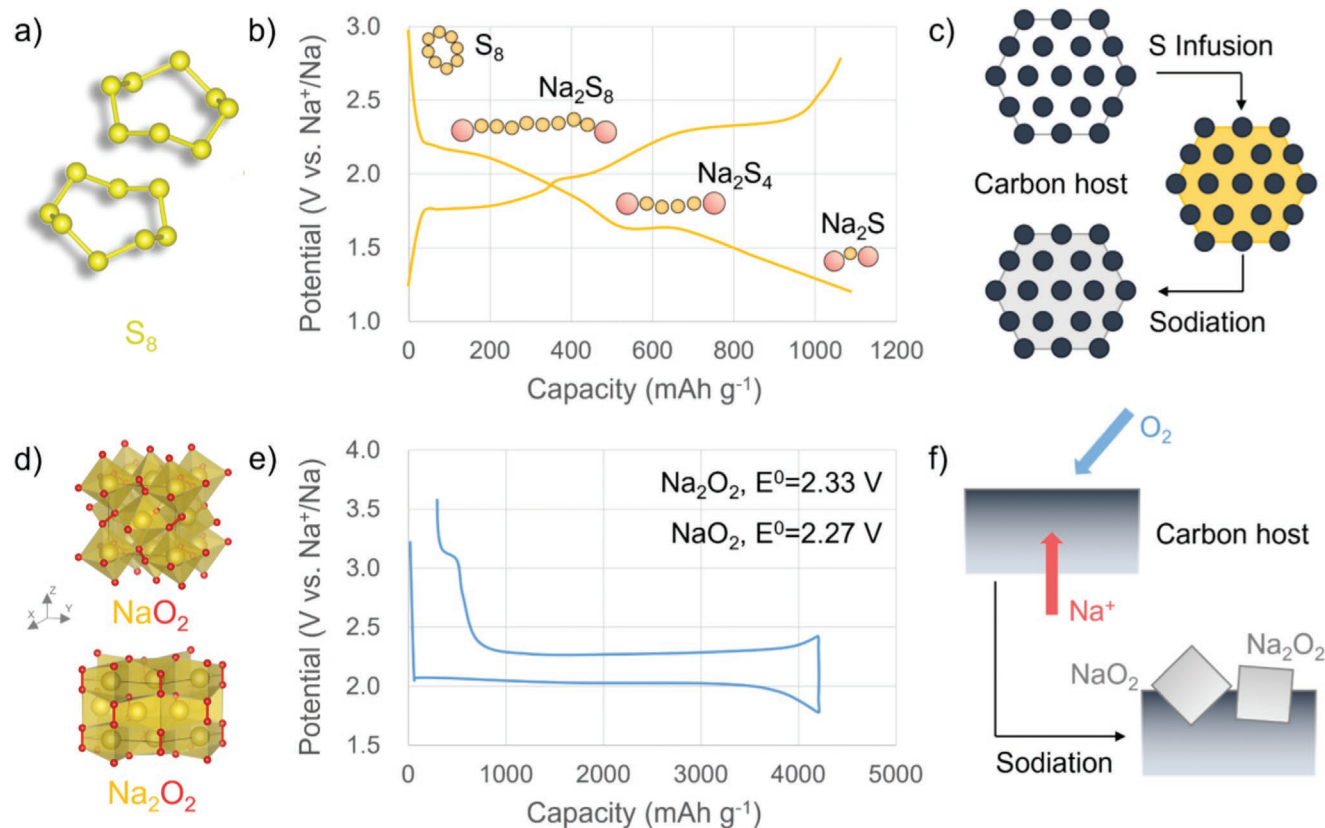 a)
S₈
b)
Potential (V vs. Na⁺/Na)
3.0
2.5
2.0
1.5
1.0
S₈
Na₂S₈
Na₂S₄
Na₂S
0 200 400 600 800 1000 1200
Capacity (mAh g⁻¹)
c)
S Infusion
Carbon host
Sodiation
d)
Z
X Y
NaO₂
Na₂O₂
e)
Potential (V vs. Na⁺/Na)
4.0
3.5
3.0
2.5
2.0
1.5
Na₂O₂, E⁰=2.33 V
NaO₂, E⁰=2.27 V
0 1000 2000 3000 4000 5000
Capacity (mAh g⁻¹)
f)
O₂
Carbon host
Na⁺
Na₂O₂
NaO₂
Sodiation